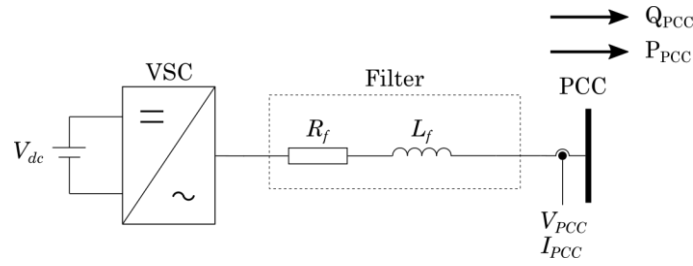 Q_PCC
P_PCC
VSC
Filter
PCC
R_f
L_f
V_dc
V_PCC
I_PCC